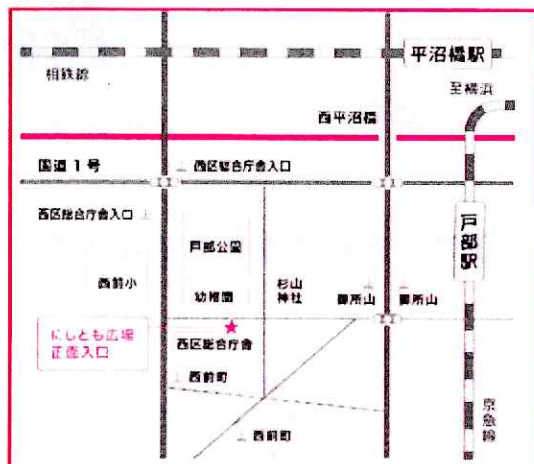 平沼橋駅
相鉄線
至横浜
西平沼橋
国道1号
西区総合庁舎入口
西区総合庁舎入口
戸部公園
戸部駅
西前小
幼稚園
杉山
神社
御所山
御所山
にしとも広場
正面入口
西区総合庁舎
西前町
京急線
西前町